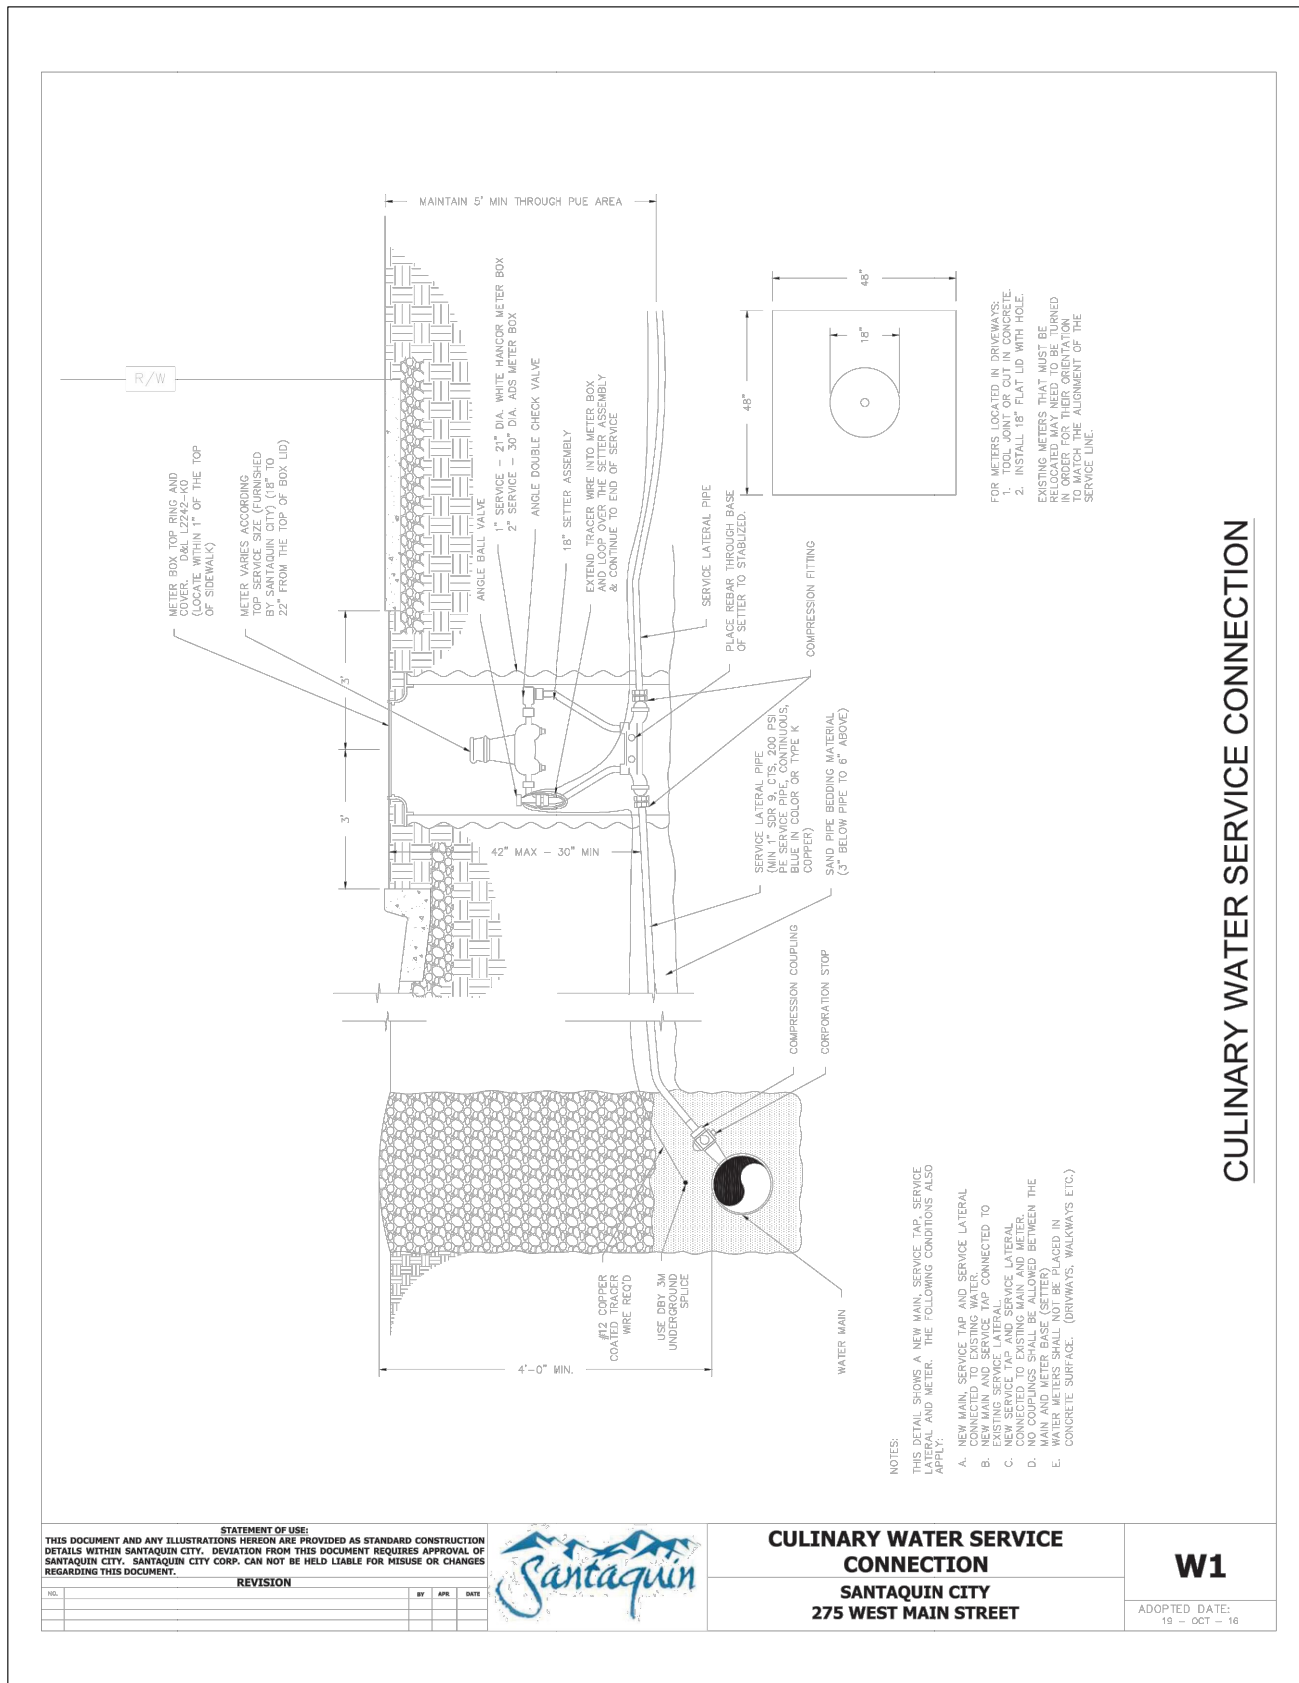 MAINTAIN 5' MIN THROUGH PUE AREA
R/W
METER BOX TOP RING AND
COVER. D&L L2242-KO
(LOCATE WITHIN 1" OF THE TOP
OF SIDEWALK)
METER VARIES ACCORDING
TOP SERVICE SIZE (FURNISHED
BY SANTAQUIN CITY) (18" TO
22" FROM THE TOP OF BOX LID)
ANGLE BALL VALVE
1" SERVICE - 21" DIA. WHITE HANCOR METER BOX
2" SERVICE - 30" DIA. ADS METER BOX
ANGLE DOUBLE CHECK VALVE
18" SETTER ASSEMBLY
EXTEND TRACER WIRE INTO METER BOX
AND LOOP OVER THE SETTER ASSEMBLY
& CONTINUE TO END OF SERVICE
SERVICE LATERAL PIPE
PLACE REBAR THROUGH BASE
OF SETTER TO STABLIZED.
COMPRESSION FITTING
3'
3'
42" MAX - 30" MIN
SERVICE LATERAL PIPE
(MIN 1" SDR 9, CTS, 200 PSI
PE SERVICE PIPE, CONTINUOUS,
BLUE IN COLOR OR TYPE K
COPPER)
SAND PIPE BEDDING MATERIAL
(3" BELOW PIPE TO 6" ABOVE)
COMPRESSION COUPLING
CORPORATION STOP
48"
48"
18"
FOR METERS LOCATED IN DRIVEWAYS:
1. TOOL JOINT OR CUT IN CONCRETE.
2. INSTALL 18" FLAT LID WITH HOLE.
EXISTING METERS THAT MUST BE
RELOCATED MAY NEED TO BE TURNED
IN ORDER FOR THEIR ORIENTATION
TO MATCH THE ALIGNMENT OF THE
SERVICE LINE.
#12 COPPER
COATED TRACER
WIRE REQ'D
USE DBY 3M
UNDERGROUND
SPLICE
4'-0" MIN.
WATER MAIN
NOTES:
THIS DETAIL SHOWS A NEW MAIN, SERVICE TAP, SERVICE
LATERAL AND METER. THE FOLLOWING CONDITIONS ALSO
APPLY:
A. NEW MAIN, SERVICE TAP AND SERVICE LATERAL
CONNECTED TO EXISTING WATER.
B. NEW MAIN AND SERVICE TAP CONNECTED TO
EXISTING SERVICE LATERAL.
C. NEW SERVICE TAP AND SERVICE LATERAL
CONNECTED TO EXISTING MAIN AND METER.
D. NO COUPLINGS SHALL BE ALLOWED BETWEEN THE
MAIN AND METER BASE (SETTER)
E. WATER METERS SHALL NOT BE PLACED IN
CONCRETE SURFACE. (DRIVWAYS, WALKWAYS ETC.)
CULINARY WATER SERVICE CONNECTION
STATEMENT OF USE:
THIS DOCUMENT AND ANY ILLUSTRATIONS HEREON ARE PROVIDED AS STANDARD CONSTRUCTION
DETAILS WITHIN SANTAQUIN CITY. DEVIATION FROM THIS DOCUMENT REQUIRES APPROVAL OF
SANTAQUIN CITY. SANTAQUIN CITY CORP. CAN NOT BE HELD LIABLE FOR MISUSE OR CHANGES
REGARDING THIS DOCUMENT.
REVISION
NO. BY APR. DATE
Santaquin
CULINARY WATER SERVICE
CONNECTION
SANTAQUIN CITY
275 WEST MAIN STREET
W1
ADOPTED DATE:
19 - OCT - 16